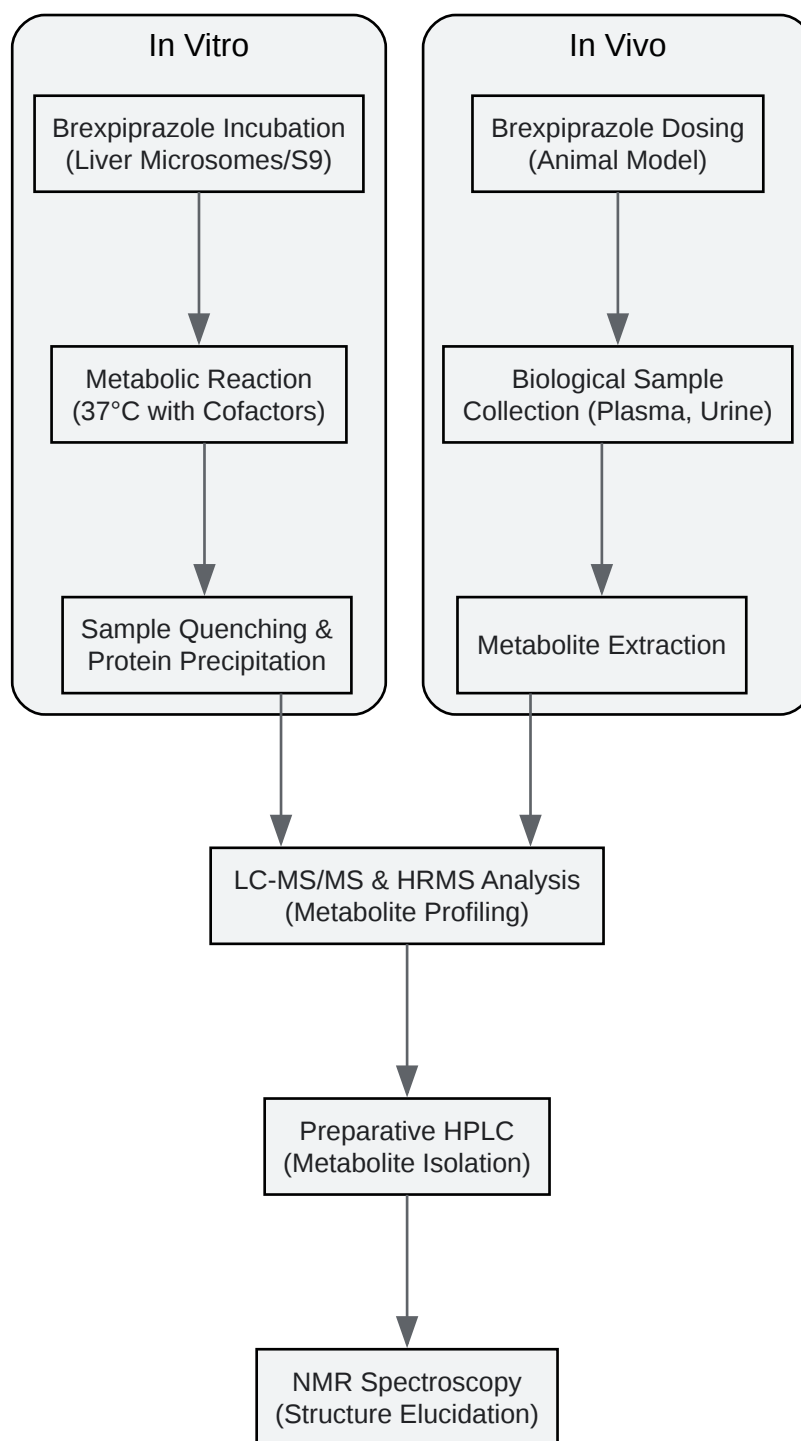 In Vitro
Brexpiprazole Incubation
(Liver Microsomes/S9)
Metabolic Reaction
(37°C with Cofactors)
Sample Quenching &
Protein Precipitation
In Vivo
Brexpiprazole Dosing
(Animal Model)
Biological Sample
Collection (Plasma, Urine)
Metabolite Extraction
LC-MS/MS & HRMS Analysis
(Metabolite Profiling)
Preparative HPLC
(Metabolite Isolation)
NMR Spectroscopy
(Structure Elucidation)